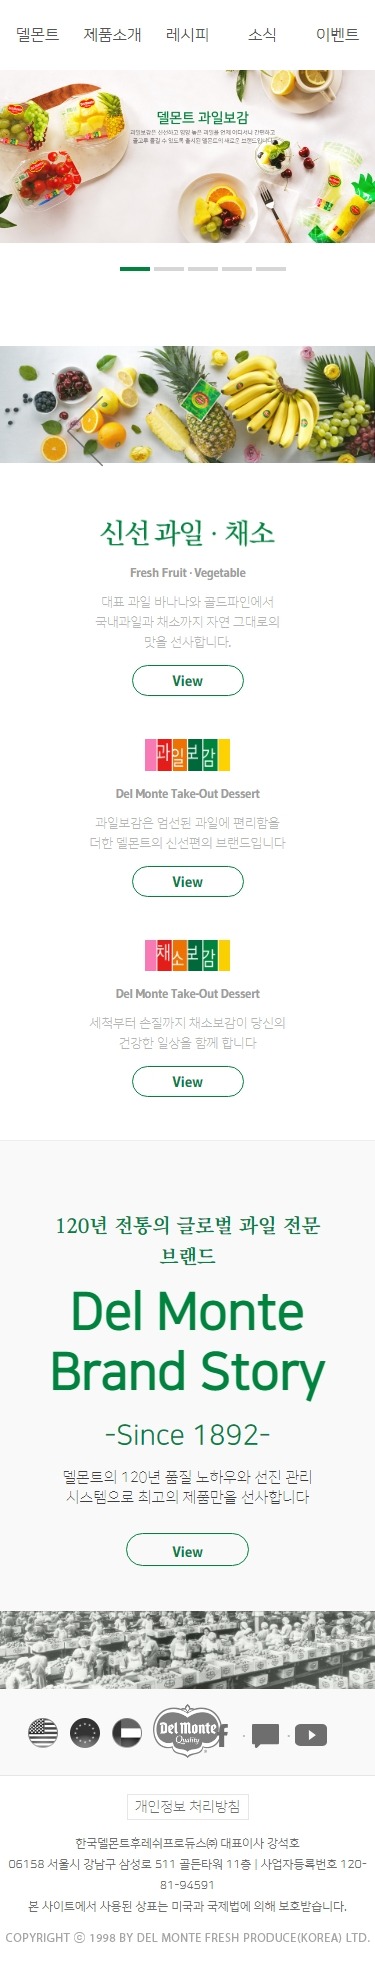 델몬트 제품소개 레시피 소식 이벤트
델몬트 과일보감
과일보감은 신선하고 영양 높은 과일을 언제 어디서나 간편하고
골고루 즐길 수 있도록 출시된 델몬트의 새로운 브랜드입니다
신선 과일 · 채소
Fresh Fruit · Vegetable
대표 과일 바나나와 골드파인에서
국내과일과 채소까지 자연 그대로의
맛을 선사합니다.
View
과일보감
Del Monte Take-Out Dessert
과일보감은 엄선된 과일에 편리함을
더한 델몬트의 신선편의 브랜드입니다
View
채소보감
Del Monte Take-Out Dessert
세척부터 손질까지 채소보감이 당신의
건강한 일상을 함께 합니다
View
120년 전통의 글로벌 과일 전문
브랜드
Del Monte
Brand Story
-Since 1892-
델몬트의 120년 품질 노하우와 선진 관리
시스템으로 최고의 제품만을 선사합니다
View
Del Monte
Quality
개인정보 처리방침
한국델몬트후레쉬프로듀스㈜ 대표이사 강석호
06158 서울시 강남구 삼성로 511 골든타워 11층 | 사업자등록번호 120-
81-94591
본 사이트에서 사용된 상표는 미국과 국제법에 의해 보호받습니다.
COPYRIGHT ⓒ 1998 BY DEL MONTE FRESH PRODUCE(KOREA) LTD.